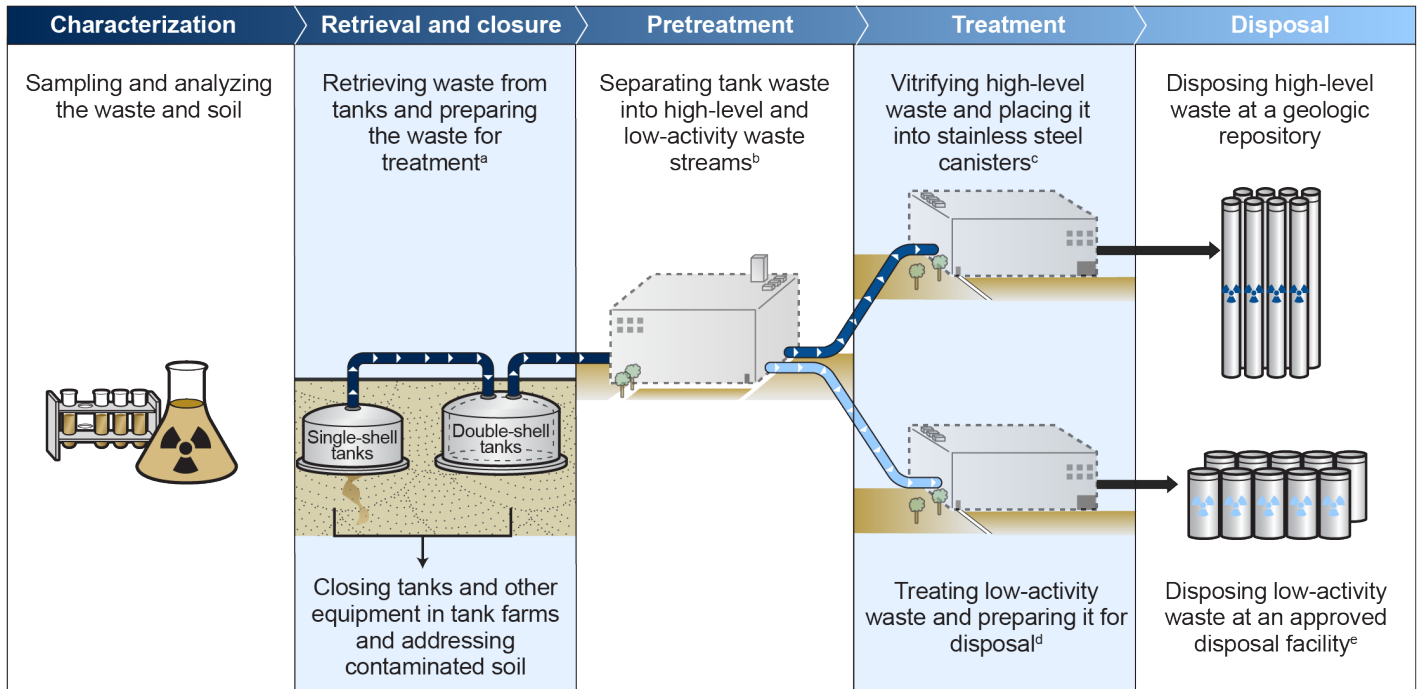 Characterization
Retrieval and closure
Pretreatment
Treatment
Disposal
Sampling and analyzing
the waste and soil
Retrieving waste from
tanks and preparing
the waste for
treatmentᵃ
Separating tank waste
into high-level and
low-activity waste
streamsᵇ
Vitrifying high-level
waste and placing it
into stainless steel
canistersᶜ
Disposing high-level
waste at a geologic
repository
Single-shell
tanks
Double-shell
tanks
Closing tanks and other
equipment in tank farms
and addressing
contaminated soil
Treating low-activity
waste and preparing it for
disposalᵈ
Disposing low-activity
waste at an approved
disposal facilityᵉ